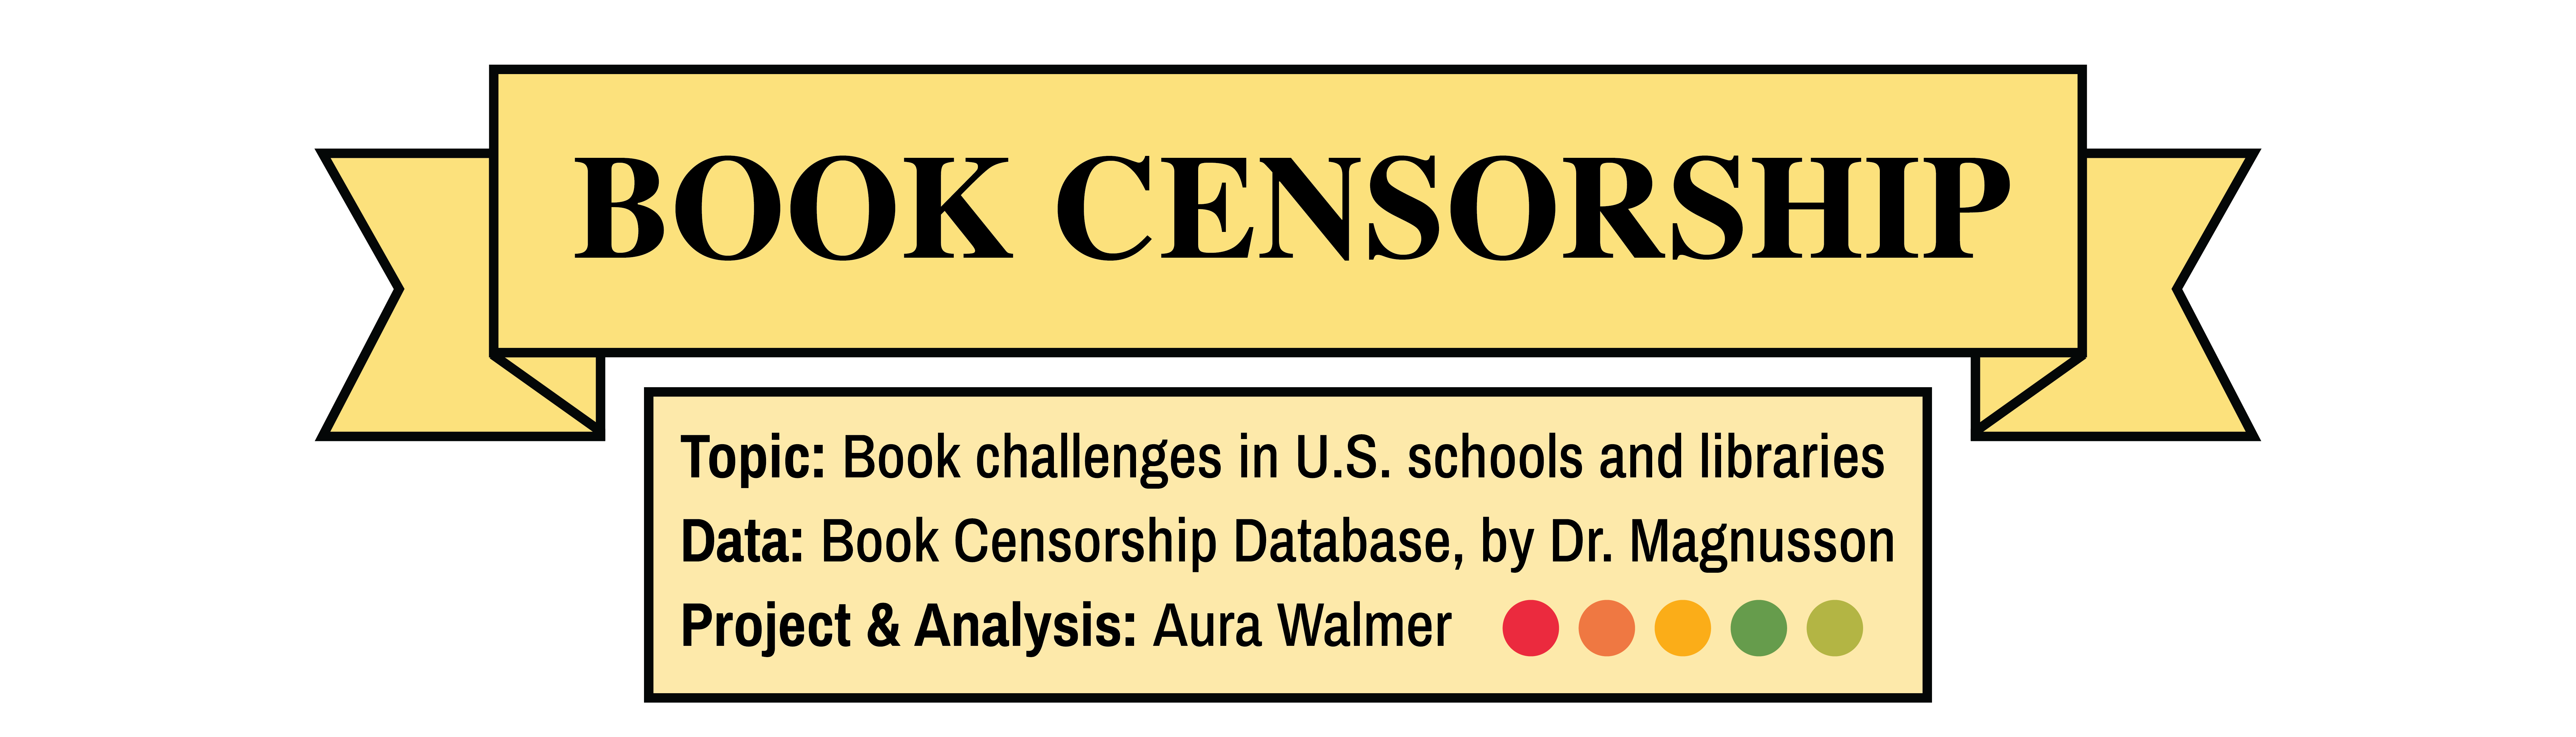 BOOK CENSORSHIP
Topic: Book challenges in U.S. schools and libraries
Data: Book Censorship Database, by Dr. Magnusson
Project & Analysis: Aura Walmer